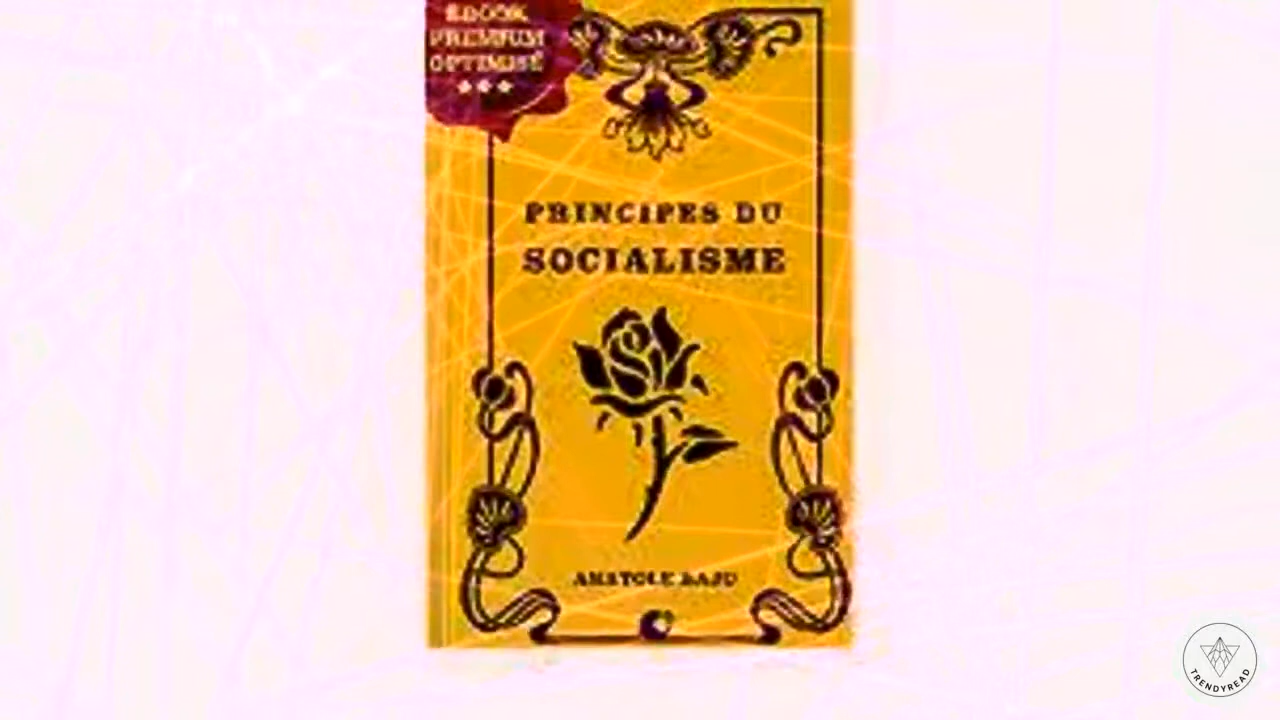 EBOOK
PREMIUM
OPTIMISÉ
PRINCIPES DU
SOCIALISME
ANATOLE BAJU
TRENDYREAD